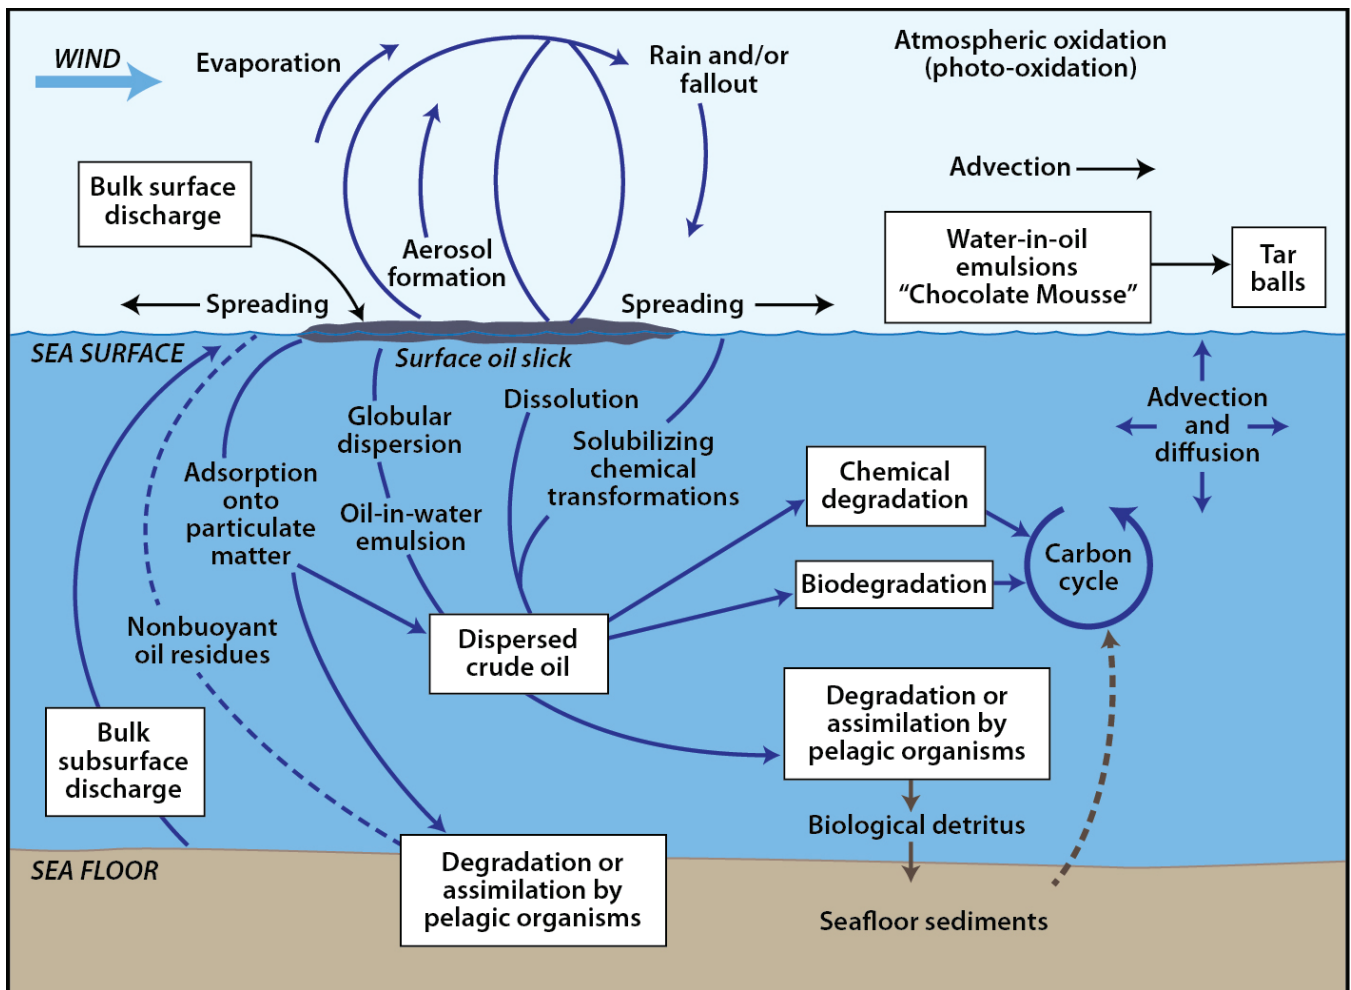 WIND
Evaporation
Rain and/or
fallout
Atmospheric oxidation
(photo-oxidation)
Bulk surface
discharge
Advection
Aerosol
formation
Water-in-oil
emulsions
“Chocolate Mousse”
Tar
balls
Spreading
Spreading
SEA SURFACE
Surface oil slick
Globular
dispersion
Dissolution
Solubilizing
chemical
transformations
Advection
and
diffusion
Adsorption
onto
particulate
matter
Oil-in-water
emulsion
Chemical
degradation
Carbon
cycle
Biodegradation
Nonbuoyant
oil residues
Dispersed
crude oil
Bulk
subsurface
discharge
Degradation or
assimilation by
pelagic organisms
Biological detritus
SEA FLOOR
Degradation or
assimilation by
pelagic organisms
Seafloor sediments